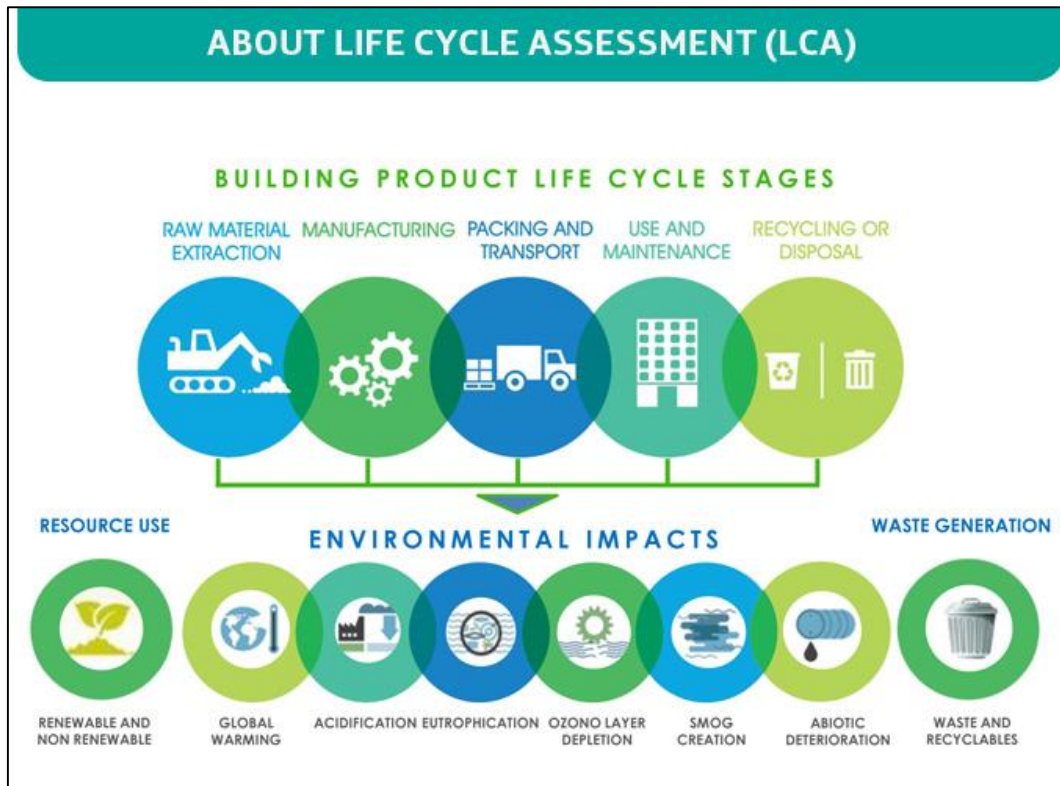 ABOUT LIFE CYCLE ASSESSMENT (LCA)
BUILDING PRODUCT LIFE CYCLE STAGES
RAW MATERIAL
EXTRACTION
MANUFACTURING
PACKING AND
TRANSPORT
USE AND
MAINTENANCE
RECYCLING OR
DISPOSAL
RESOURCE USE
ENVIRONMENTAL IMPACTS
WASTE GENERATION
RENEWABLE AND
NON RENEWABLE
GLOBAL
WARMING
ACIDIFICATION
EUTROPHICATION
OZONO LAYER
DEPLETION
SMOG
CREATION
ABIOTIC
DETERIORATION
WASTE AND
RECYCLABLES